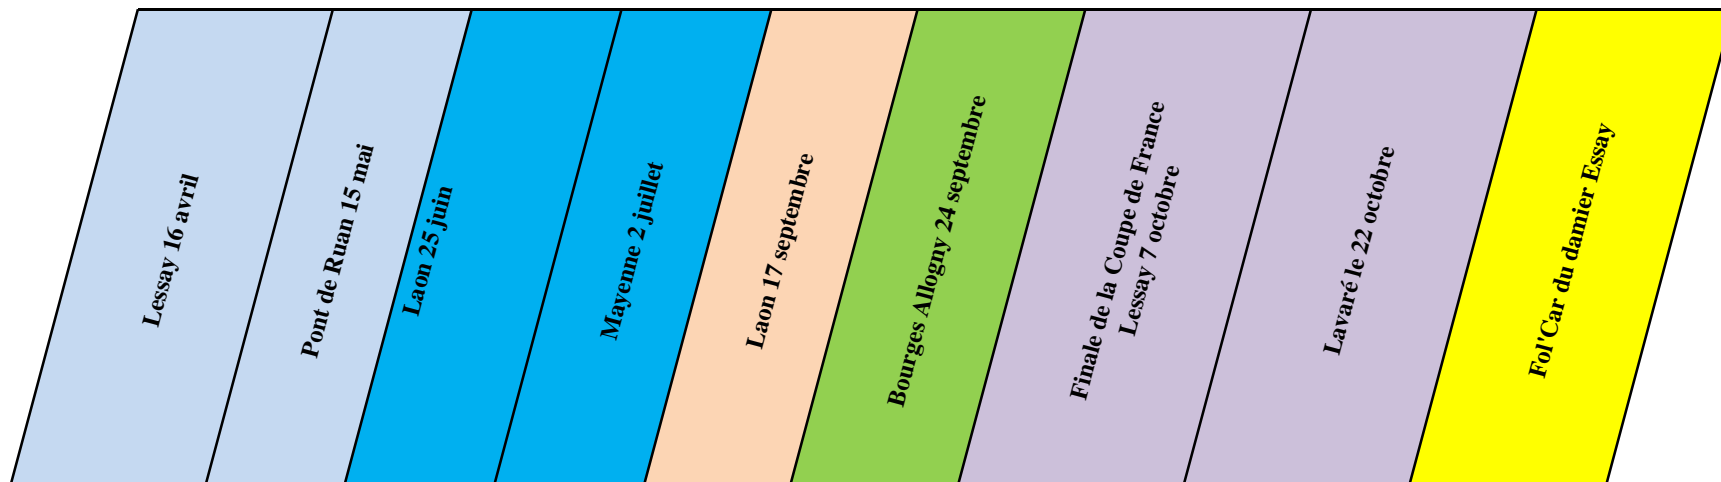 Lessay 16 avril
Pont de Ruan 15 mai
Laon 25 juin
Mayenne 2 juillet
Laon 17 septembre
Bourges Allogny 24 septembre
Finale de la Coupe de France
Lessay 7 octobre
Lavaré le 22 octobre
Fol'Car du damier Essay